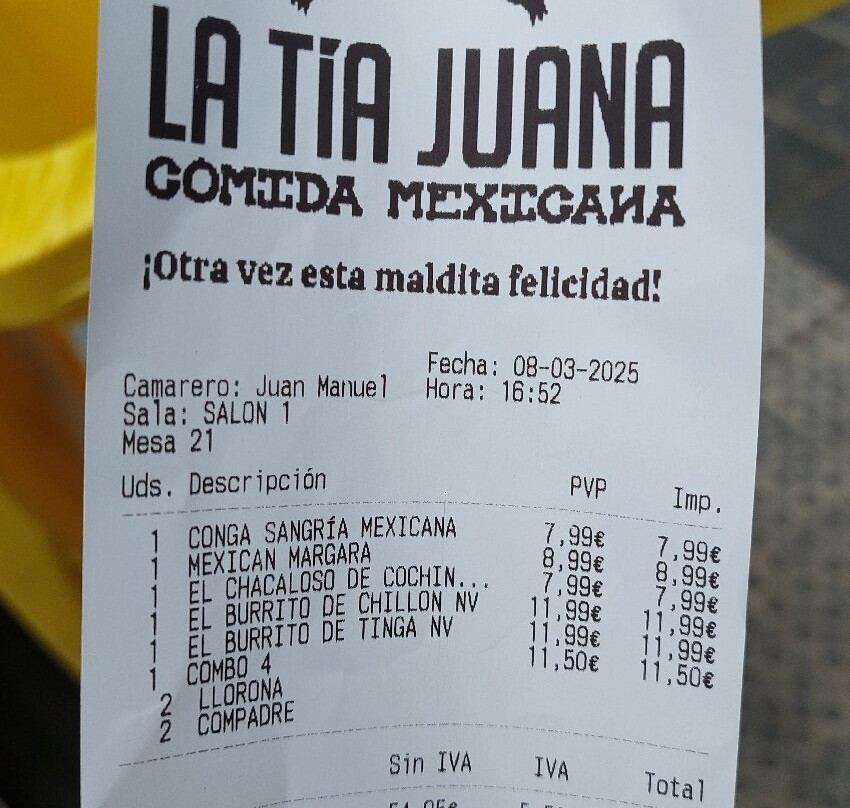 LA TÍA JUANA
COMIDA MEXICANA
¡Otra vez esta maldita felicidad!
Fecha: 08-03-2025
Camarero: Juan Manuel Hora: 16:52
Sala: SALON 1
Mesa 21
Uds. Descripción PVP Imp.
1 CONGA SANGRÍA MEXICANA 7,99€ 7,99€
1 MEXICAN MARGARA 8,99€ 8,99€
1 EL CHACALOSO DE COCHIN... 7,99€ 7,99€
1 EL BURRITO DE CHILLON NV 11,99€ 11,99€
1 EL BURRITO DE TINGA NV 11,99€ 11,99€
1 COMBO 4 11,50€ 11,50€
2 LLORONA
2 COMPADRE
Sin IVA IVA Total